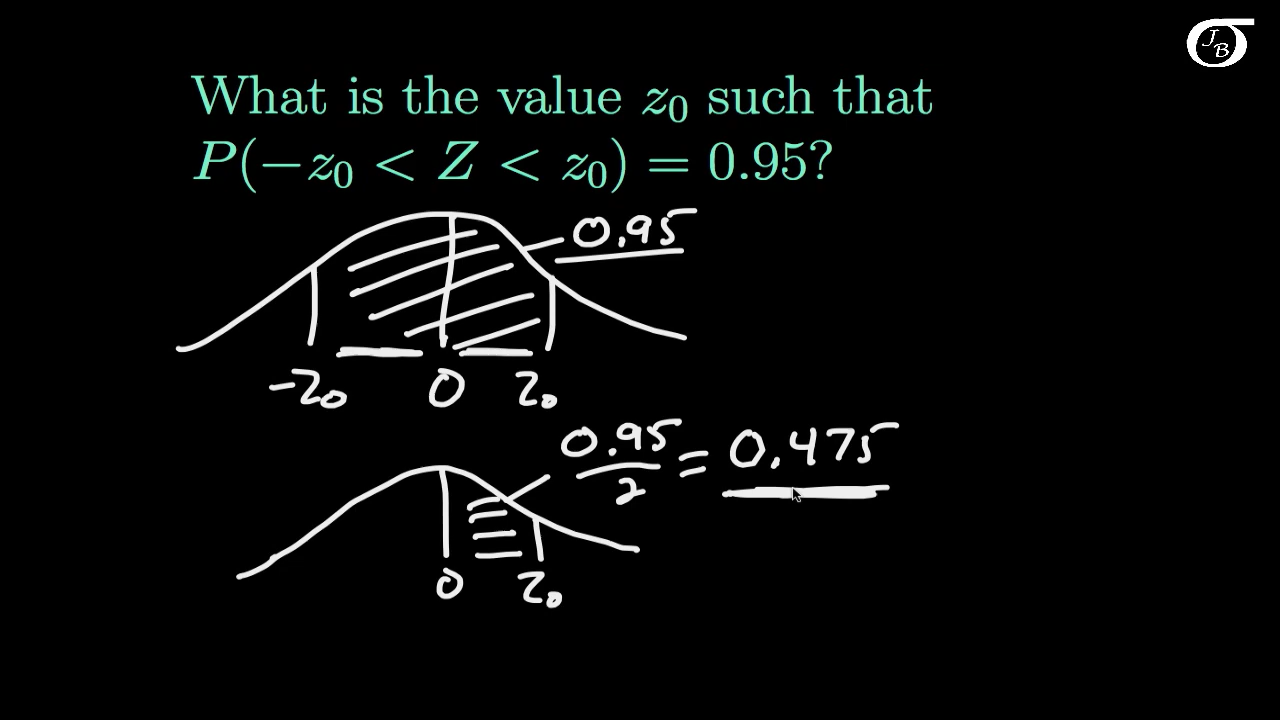 JB
What is the value z₀ such that
P(−z₀ < Z < z₀) = 0.95?
0.95
-z₀ 0 z₀
0.95/2 = 0.475
0 z₀